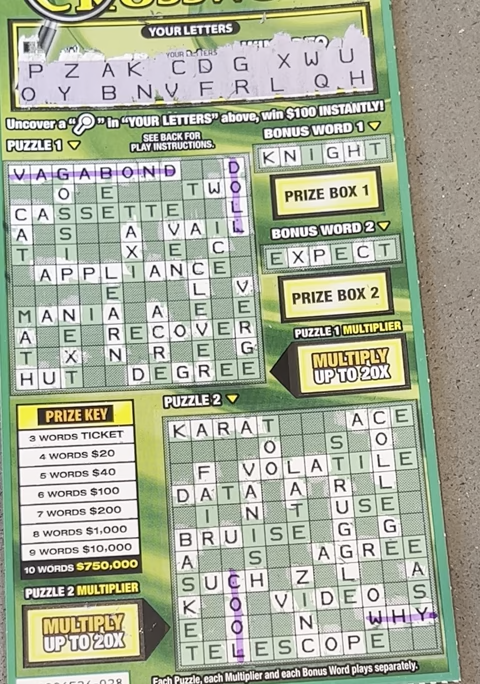 CROSSWORD
YOUR LETTERS
YOUR LETTERS
P Z A K C D G X W U
O Y B N V F R L Q H
Uncover a "🔎" in "YOUR LETTERS" above, win $100 INSTANTLY!
PUZZLE 1
SEE BACK FOR
PLAY INSTRUCTIONS.
BONUS WORD 1
KNIGHT
PRIZE BOX 1
BONUS WORD 2
EXPECT
PRIZE BOX 2
PUZZLE 1 MULTIPLIER
MULTIPLY
UP TO 20X
VAGABOND D
O E TWO
CASSETTE L
A S A VAIL
T I X E C
APPLIANCE
E L V
MANIA A E E
A E RECOVER
T X N R E G
HUT DEGREE
PRIZE KEY
3 WORDS TICKET
4 WORDS $20
5 WORDS $40
6 WORDS $100
7 WORDS $200
8 WORDS $1,000
9 WORDS $10,000
10 WORDS $750,000
PUZZLE 2 MULTIPLIER
MULTIPLY
UP TO 20X
PUZZLE 2
KARAT ACE
O S O
F VOLATILE
DATA A R L
I N T USE
BRUISE G G
A S AGREE
SUCH Z L A
K O VIDEO S
E O N WHY
TELESCOPE
Each Puzzle, each Multiplier and each Bonus Word plays separately.